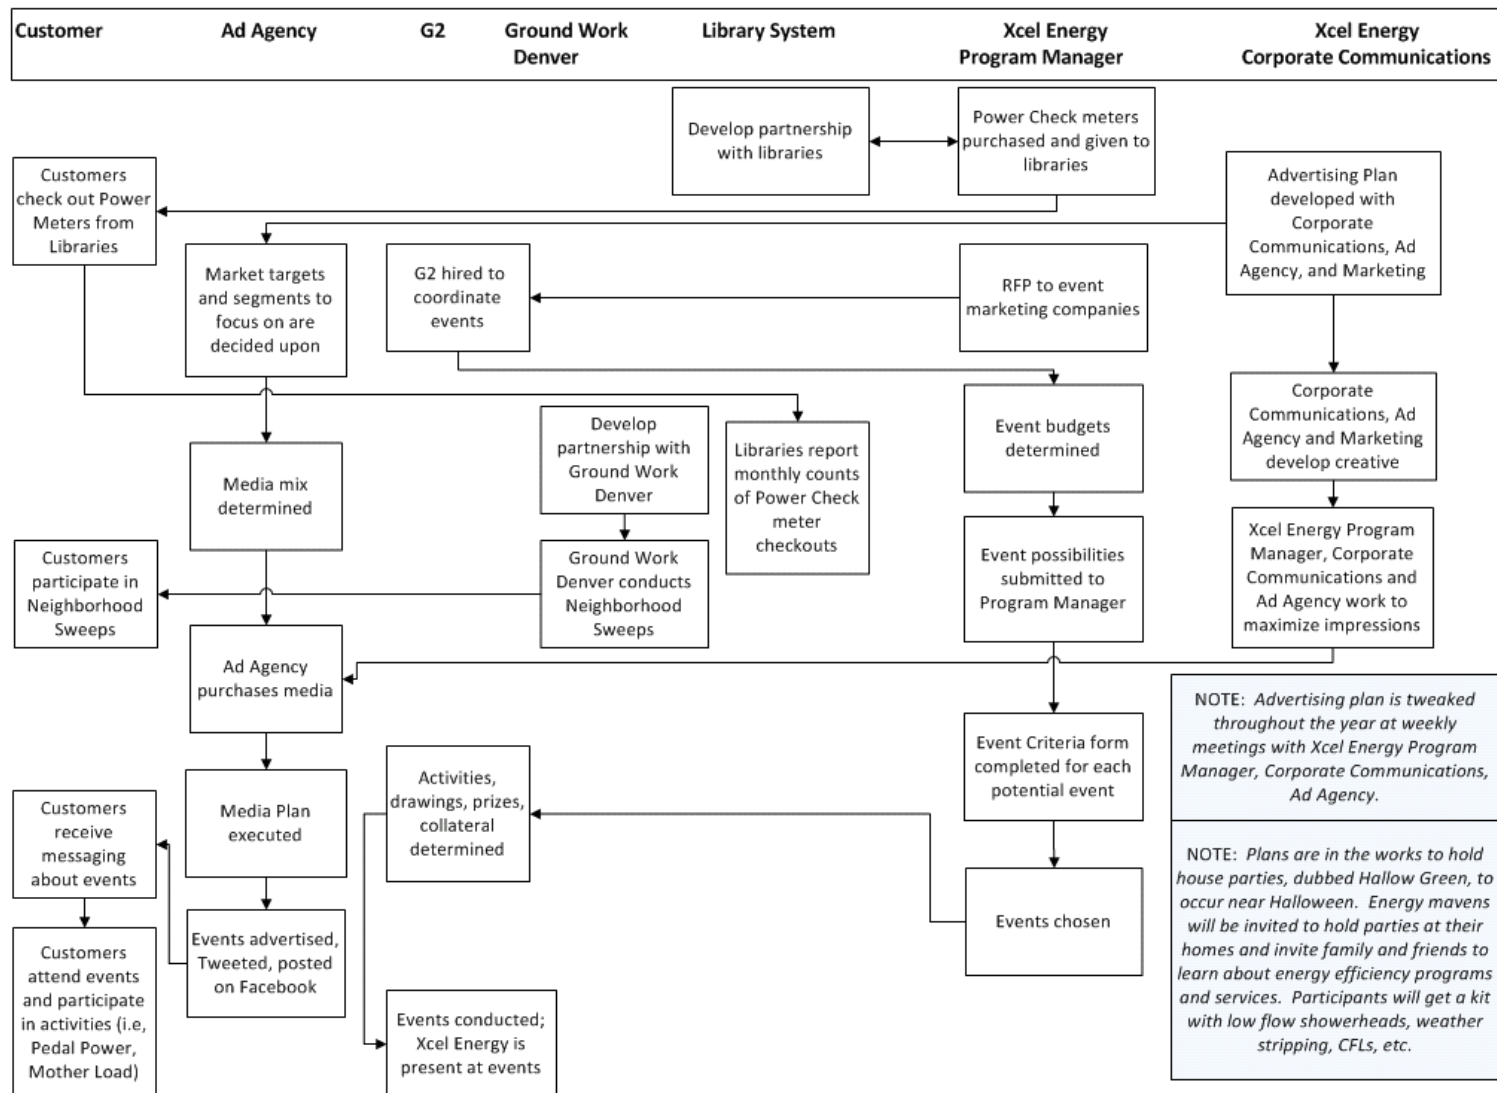 Customer
Ad Agency
G2
Ground Work
Denver
Library System
Xcel Energy
Program Manager
Xcel Energy
Corporate Communications
Develop partnership
with libraries
Power Check meters
purchased and given to
libraries
Customers
check out Power
Meters from
Libraries
Advertising Plan
developed with
Corporate
Communications, Ad
Agency, and Marketing
Market targets
and segments to
focus on are
decided upon
G2 hired to
coordinate
events
RFP to event
marketing companies
Corporate
Communications, Ad
Agency and Marketing
develop creative
Develop
partnership with
Ground Work
Denver
Libraries report
monthly counts
of Power Check
meter
checkouts
Event budgets
determined
Media mix
determined
Customers
participate in
Neighborhood
Sweeps
Ground Work
Denver conducts
Neighborhood
Sweeps
Event possibilities
submitted to
Program Manager
Xcel Energy Program
Manager, Corporate
Communications and
Ad Agency work to
maximize impressions
Ad Agency
purchases media
NOTE:  Advertising plan is tweaked
throughout the year at weekly
meetings with Xcel Energy Program
Manager, Corporate Communications,
Ad Agency.
Event Criteria form
completed for each
potential event
Activities,
drawings, prizes,
collateral
determined
Media Plan
executed
Customers
receive
messaging
about events
NOTE:  Plans are in the works to hold
house parties, dubbed Hallow Green, to
occur near Halloween.  Energy mavens
will be invited to hold parties at their
homes and invite family and friends to
learn about energy efficiency programs
and services.  Participants will get a kit
with low flow showerheads, weather
stripping, CFLs, etc.
Events chosen
Events advertised,
Tweeted, posted
on Facebook
Customers
attend events
and participate
in activities (i.e,
Pedal Power,
Mother Load)
Events conducted;
Xcel Energy is
present at events